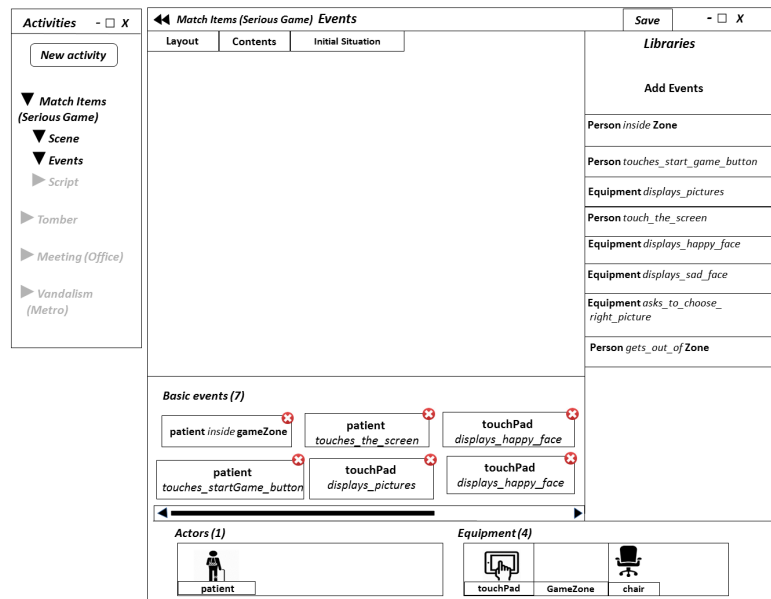 Activities - □ X
New activity
▼ Match Items
(Serious Game)
▼ Scene
▼ Events
▶ Script
▶ Tomber
▶ Meeting (Office)
▶ Vandalism
(Metro)
◀◀ Match Items (Serious Game) Events
Save - □ X
Layout Contents Initial Situation
Libraries
Add Events
Person inside Zone
Person touches_start_game_button
Equipment displays_pictures
Person touch_the_screen
Equipment displays_happy_face
Equipment displays_sad_face
Equipment asks_to_choose_
right_picture
Person gets_out_of Zone
Basic events (7)
patient inside gameZone
patient
touches_the_screen
touchPad
displays_happy_face
patient
touches_startGame_button
touchPad
displays_pictures
touchPad
displays_happy_face
Actors (1)
patient
Equipment (4)
touchPad GameZone chair